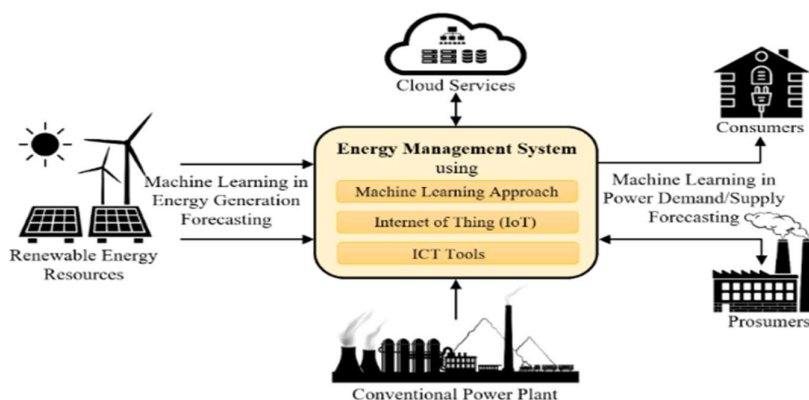 Cloud Services
Consumers
Energy Management System
using
Machine Learning Approach
Internet of Thing (IoT)
ICT Tools
Machine Learning in
Energy Generation
Forecasting
Machine Learning in
Power Demand/Supply
Forecasting
Renewable Energy
Resources
Prosumers
Conventional Power Plant